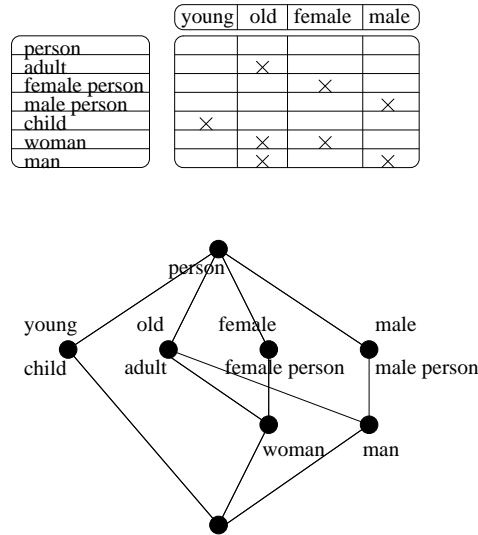 young old female male
person
adult ×
female person ×
male person ×
child ×
woman × ×
man × ×
person
young old female male
child adult female person male person
woman man